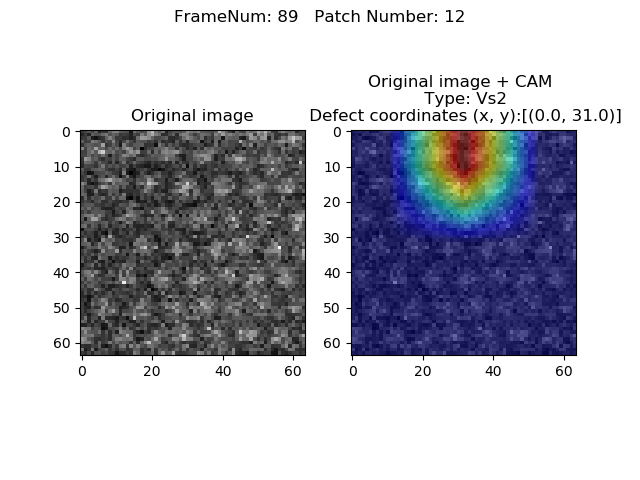 FrameNum: 89   Patch Number: 12
Original image
0
10
20
30
40
50
60
0 20 40 60
Original image + CAM
Type: Vs2
Defect coordinates (x, y):[(0.0, 31.0)]
0
10
20
30
40
50
60
0 20 40 60